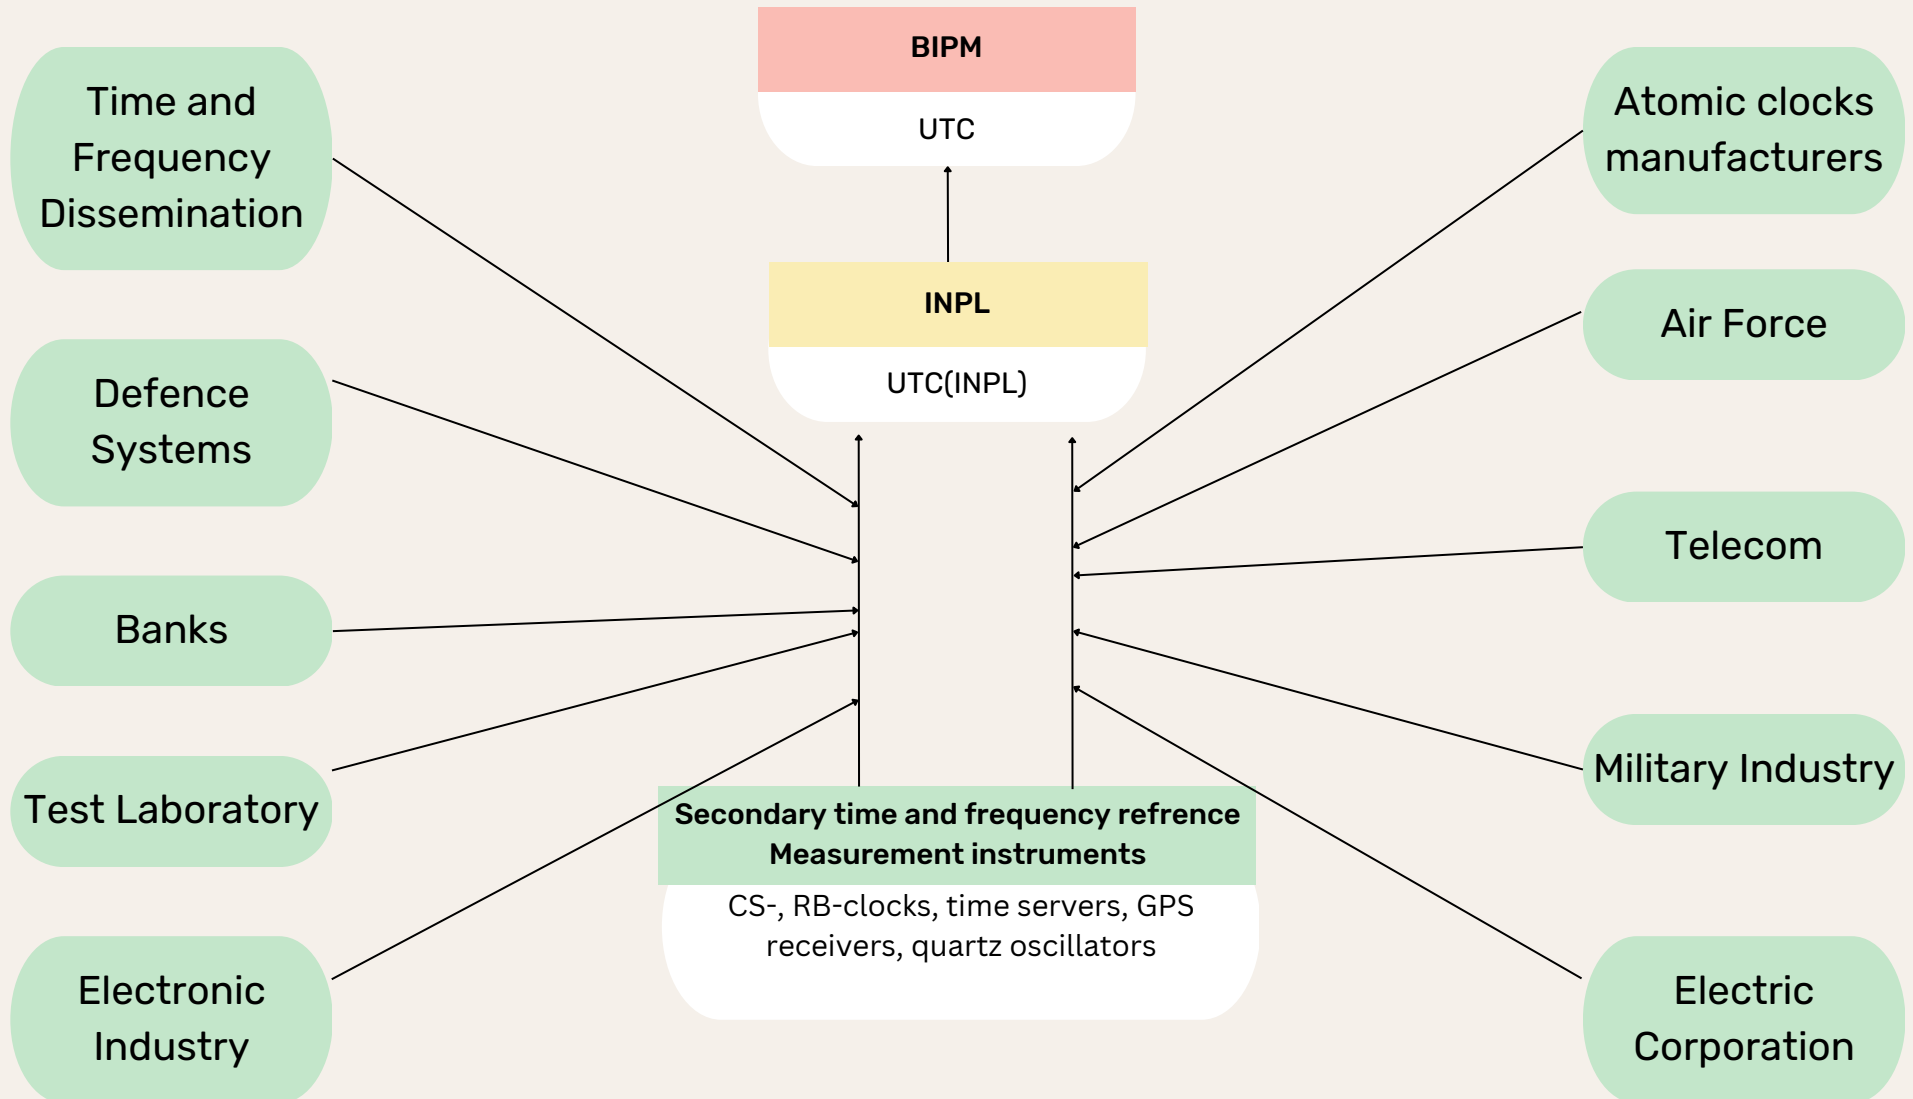 BIPM
UTC
INPL
UTC(INPL)
Time and
Frequency
Dissemination
Defence
Systems
Banks
Test Laboratory
Electronic
Industry
Atomic clocks
manufacturers
Air Force
Telecom
Military Industry
Electric
Corporation
Secondary time and frequency refrence
Measurement instruments
CS-, RB-clocks, time servers, GPS
receivers, quartz oscillators